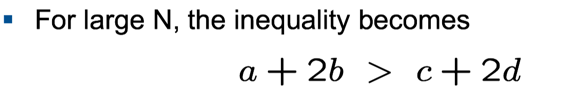 ▪ For large N, the inequality becomes
a + 2b > c + 2d